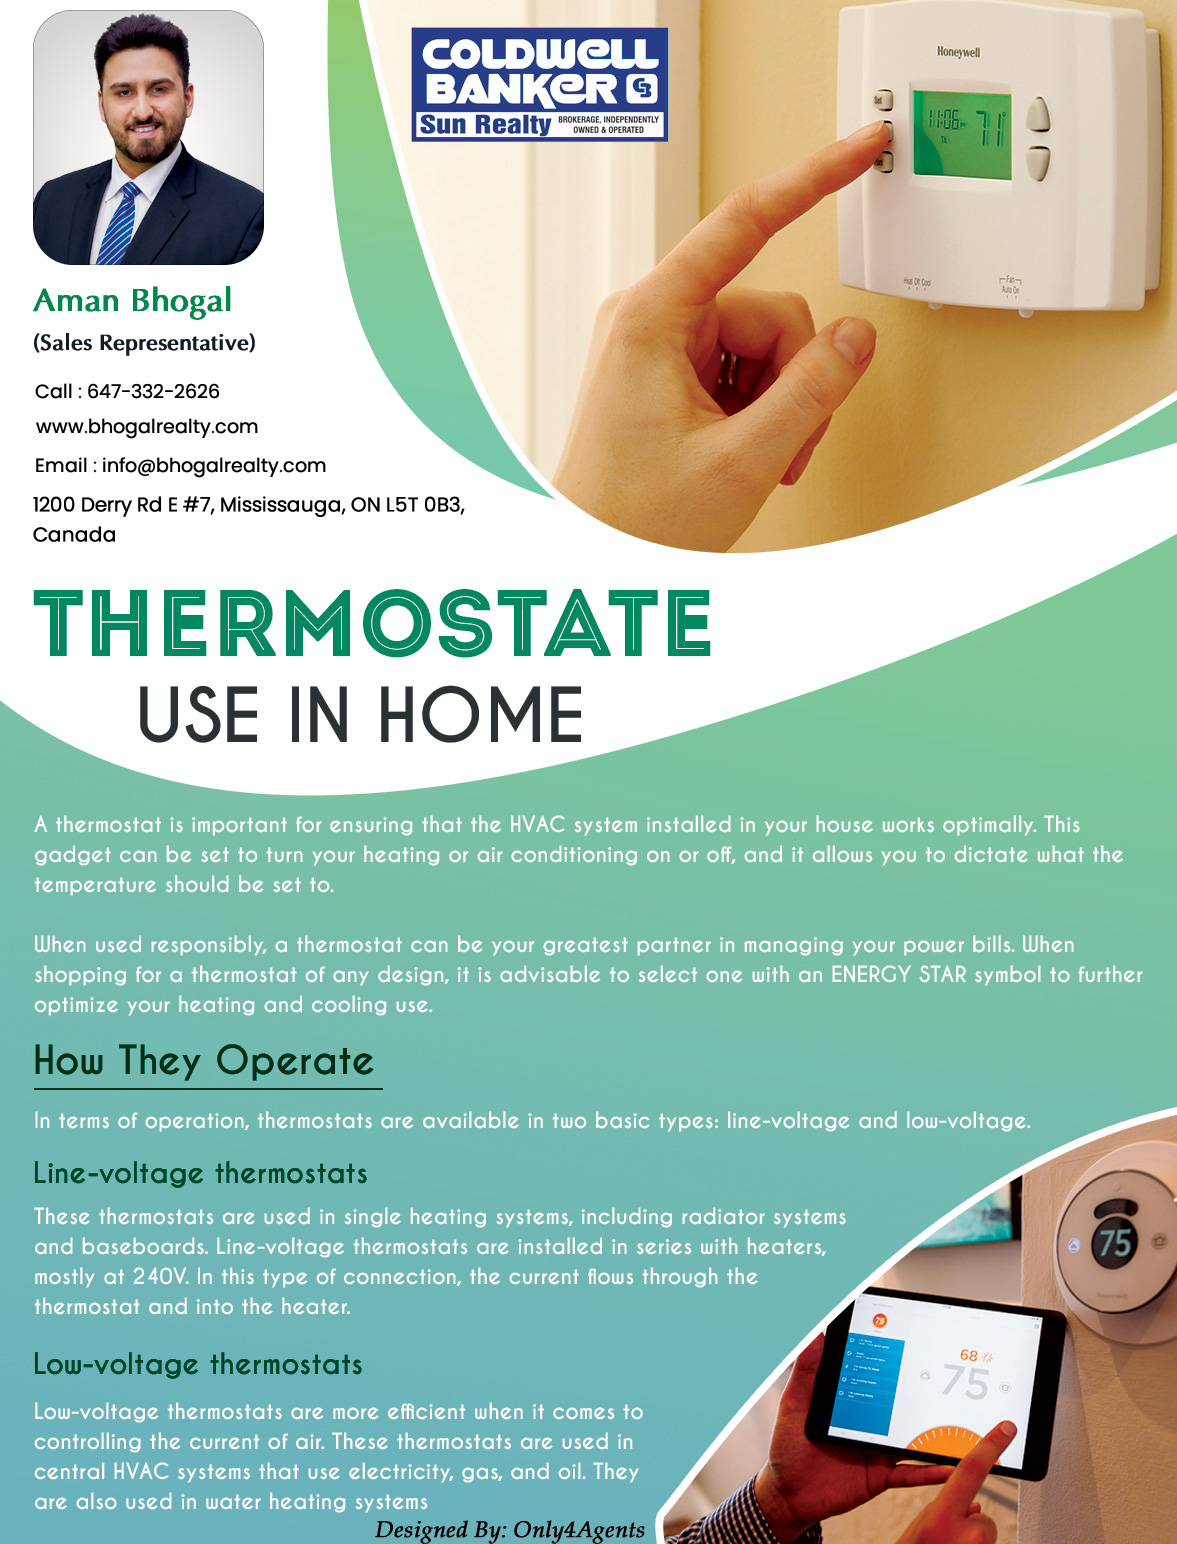 COLDWELL
BANKER CB
Sun Realty
BROKERAGE, INDEPENDENTLY
OWNED & OPERATED
Honeywell
11:06
71°
Heat Off Cool
Fan
Auto On
Aman Bhogal
(Sales Representative)
Call : 647-332-2626
www.bhogalrealty.com
Email : info@bhogalrealty.com
1200 Derry Rd E #7, Mississauga, ON L5T 0B3,
Canada
THERMOSTATE
USE IN HOME
A thermostat is important for ensuring that the HVAC system installed in your house works optimally. This
gadget can be set to turn your heating or air conditioning on or off, and it allows you to dictate what the
temperature should be set to.
When used responsibly, a thermostat can be your greatest partner in managing your power bills. When
shopping for a thermostat of any design, it is advisable to select one with an ENERGY STAR symbol to further
optimize your heating and cooling use.
How They Operate
In terms of operation, thermostats are available in two basic types: line-voltage and low-voltage.
Line-voltage thermostats
These thermostats are used in single heating systems, including radiator systems
and baseboards. Line-voltage thermostats are installed in series with heaters,
mostly at 240V. In this type of connection, the current flows through the
thermostat and into the heater.
Low-voltage thermostats
Low-voltage thermostats are more efficient when it comes to
controlling the current of air. These thermostats are used in
central HVAC systems that use electricity, gas, and oil. They
are also used in water heating systems
75
Honeywell
75
68
75
Designed By: Only4Agents